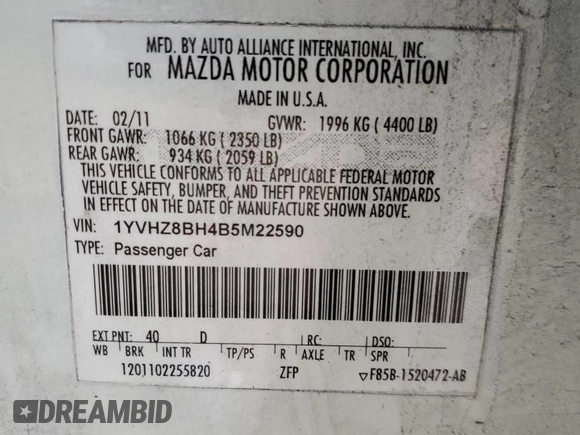 MFD. BY AUTO ALLIANCE INTERNATIONAL, INC.
FOR MAZDA MOTOR CORPORATION
MADE IN U.S.A.
DATE: 02/11 GVWR: 1996 KG ( 4400 LB)
FRONT GAWR: 1066 KG ( 2350 LB)
REAR GAWR: 934 KG ( 2059 LB)
THIS VEHICLE CONFORMS TO ALL APPLICABLE FEDERAL MOTOR
VEHICLE SAFETY, BUMPER, AND THEFT PREVENTION STANDARDS
IN EFFECT ON THE DATE OF MANUFACTURE SHOWN ABOVE.
VIN: 1YVHZ8BH4B5M22590
TYPE: Passenger Car
EXT PNT: 40 D RC: DSO:
WB BRK INT TR TP/PS R AXLE TR SPR
1201102255820 ZFP ▽F85B-1520472-AB
DREAMBID